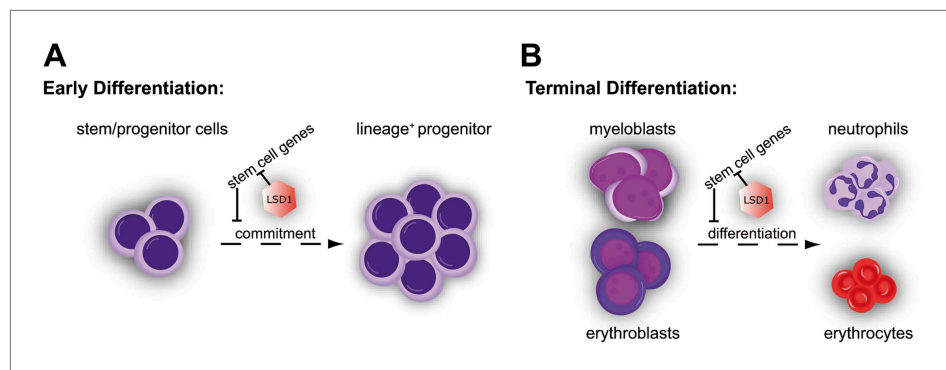 A
Early Differentiation:
stem/progenitor cells
lineage+ progenitor
stem cell genes
LSD1
commitment
B
Terminal Differentiation:
myeloblasts
neutrophils
stem cell genes
LSD1
differentiation
erythroblasts
erythrocytes